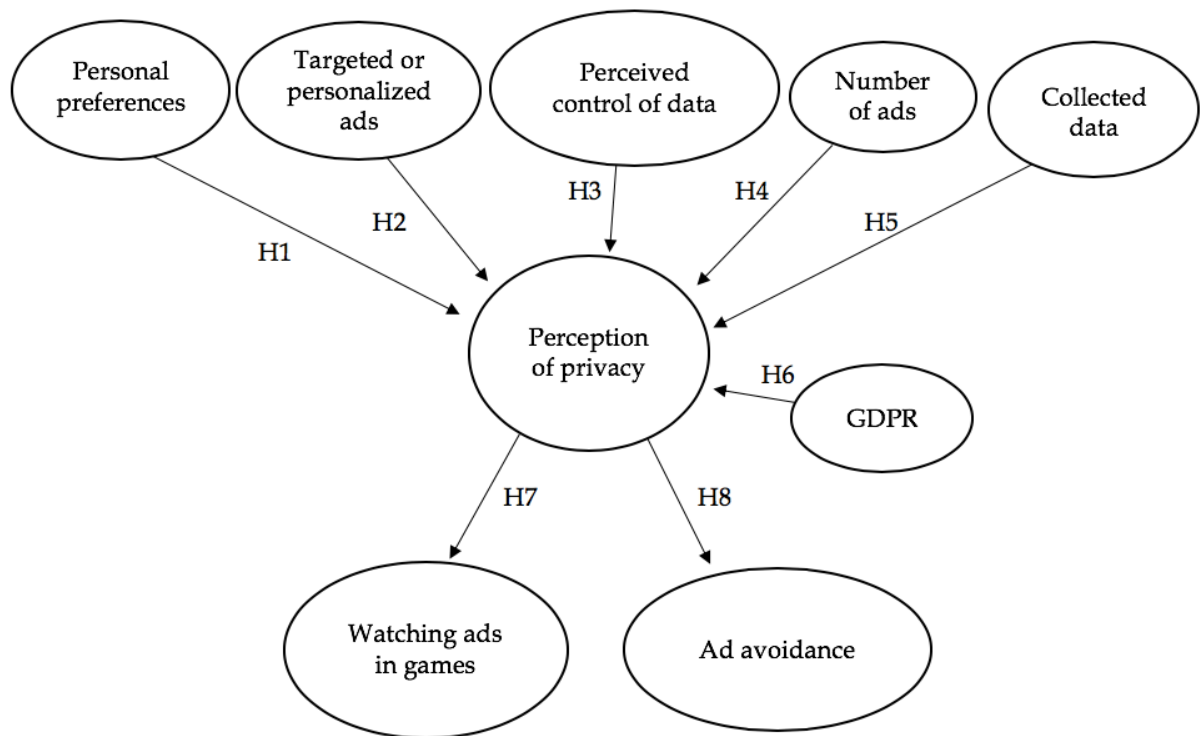 Personal
preferences
Targeted or
personalized
ads
Perceived
control of data
Number
of ads
Collected
data
H1
H2
H3
H4
H5
Perception
of privacy
H6
GDPR
H7
H8
Watching ads
in games
Ad avoidance